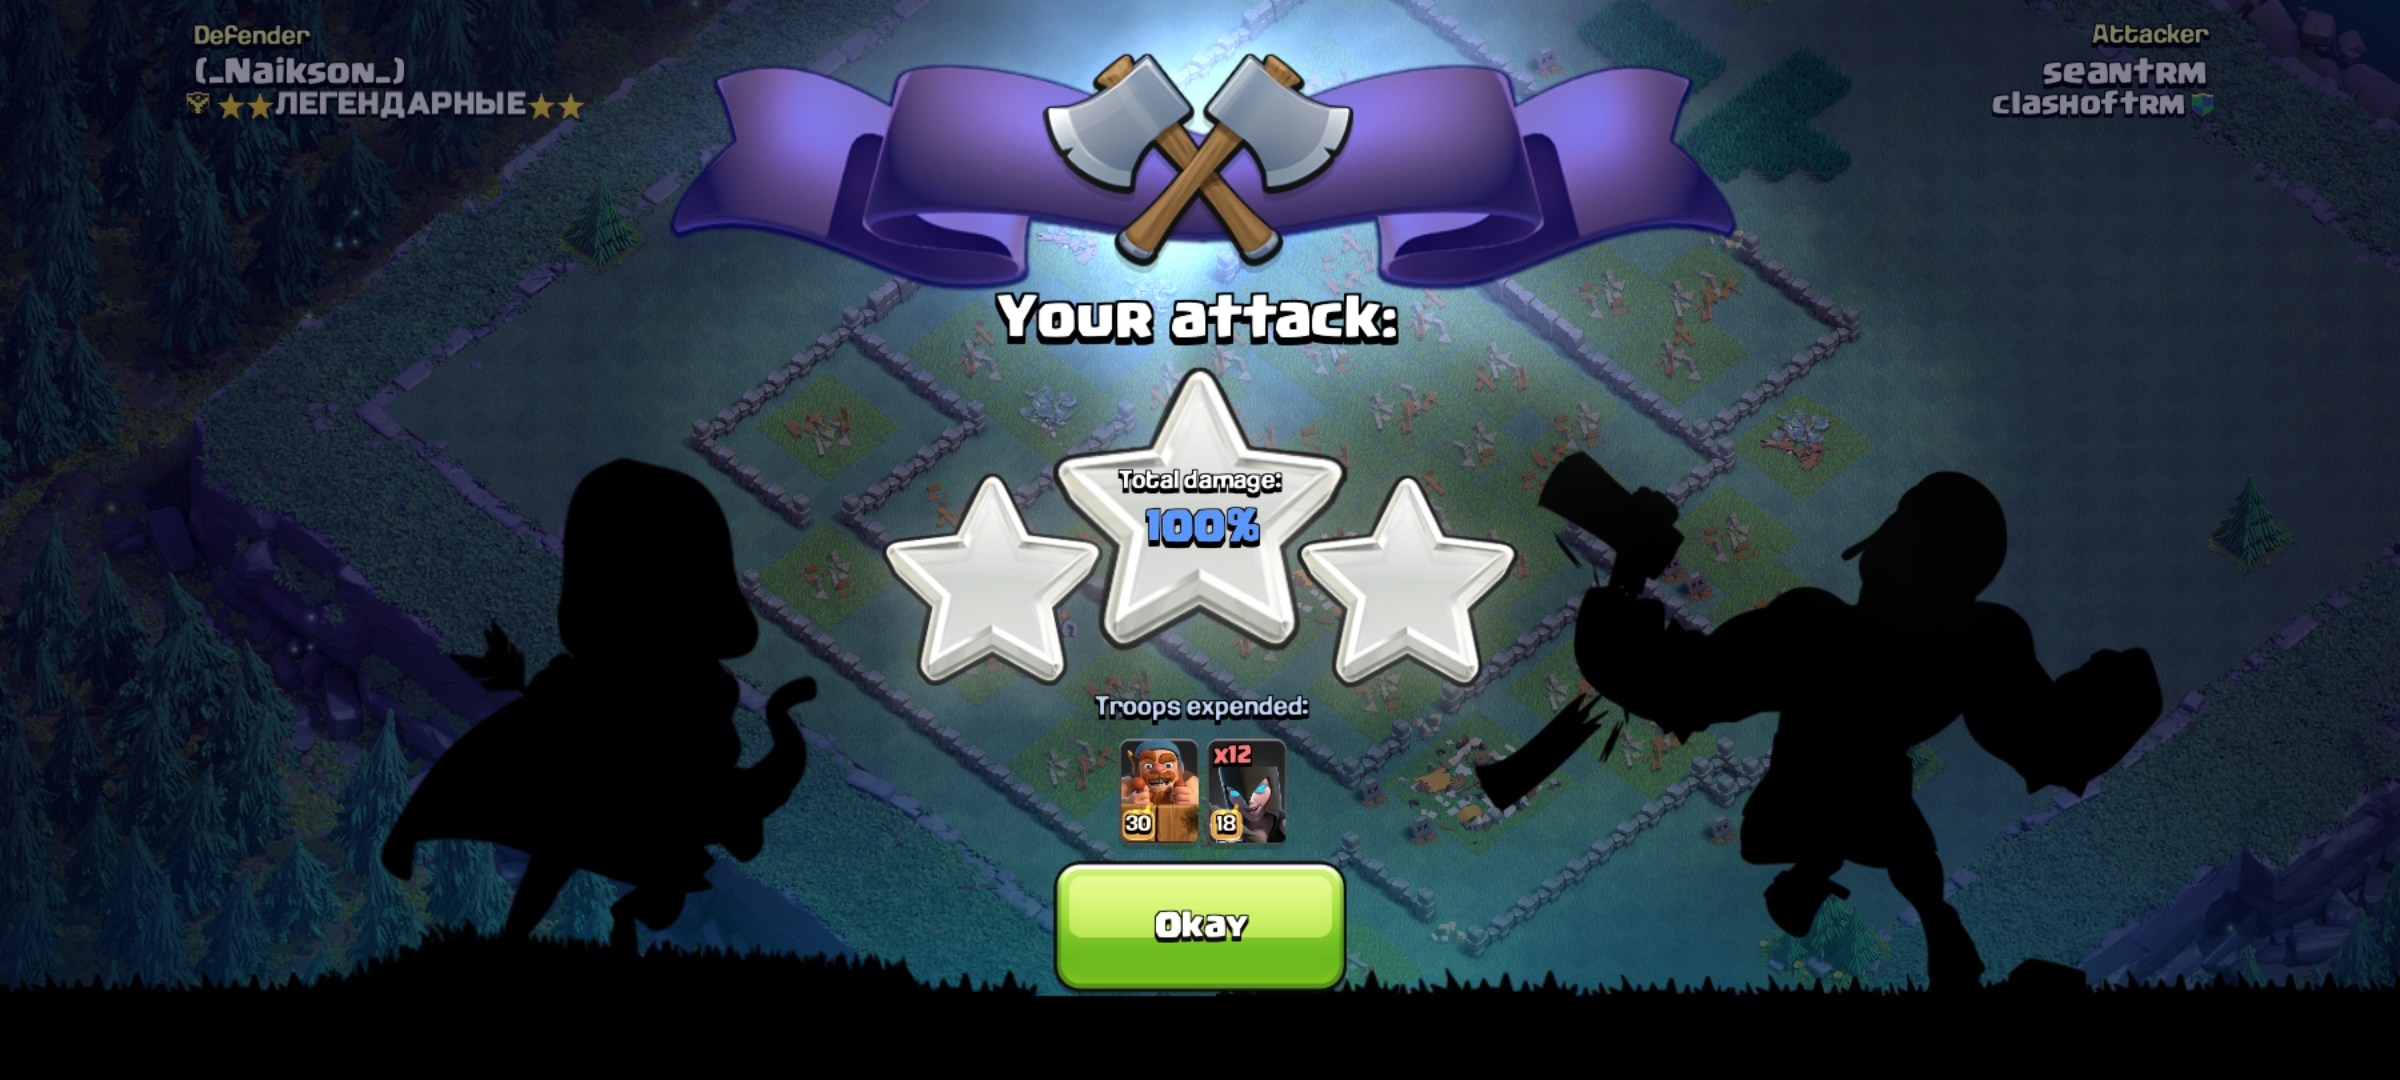 Defender
(_Naikson_)
★★ЛЕГЕНДАРНЫЕ★★
Attacker
seantrm
clashoftrm
Your attack:
Total damage:
100%
Troops expended:
x12
30
18
Okay